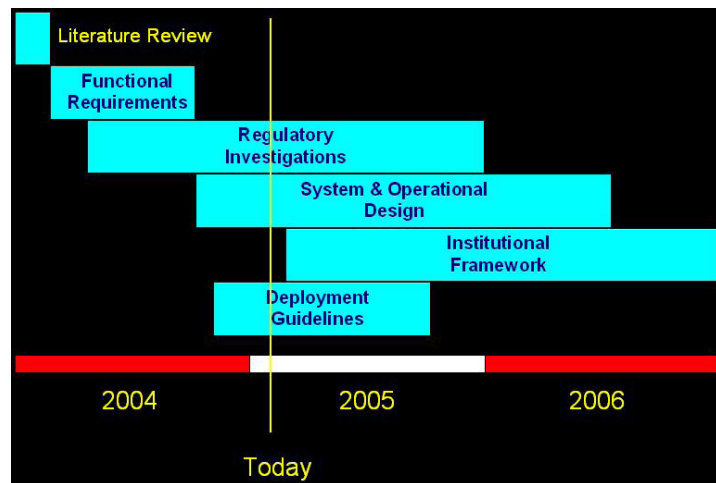 Literature Review
Functional
Requirements
Regulatory
Investigations
System & Operational
Design
Institutional
Framework
Deployment
Guidelines
2004
2005
2006
Today